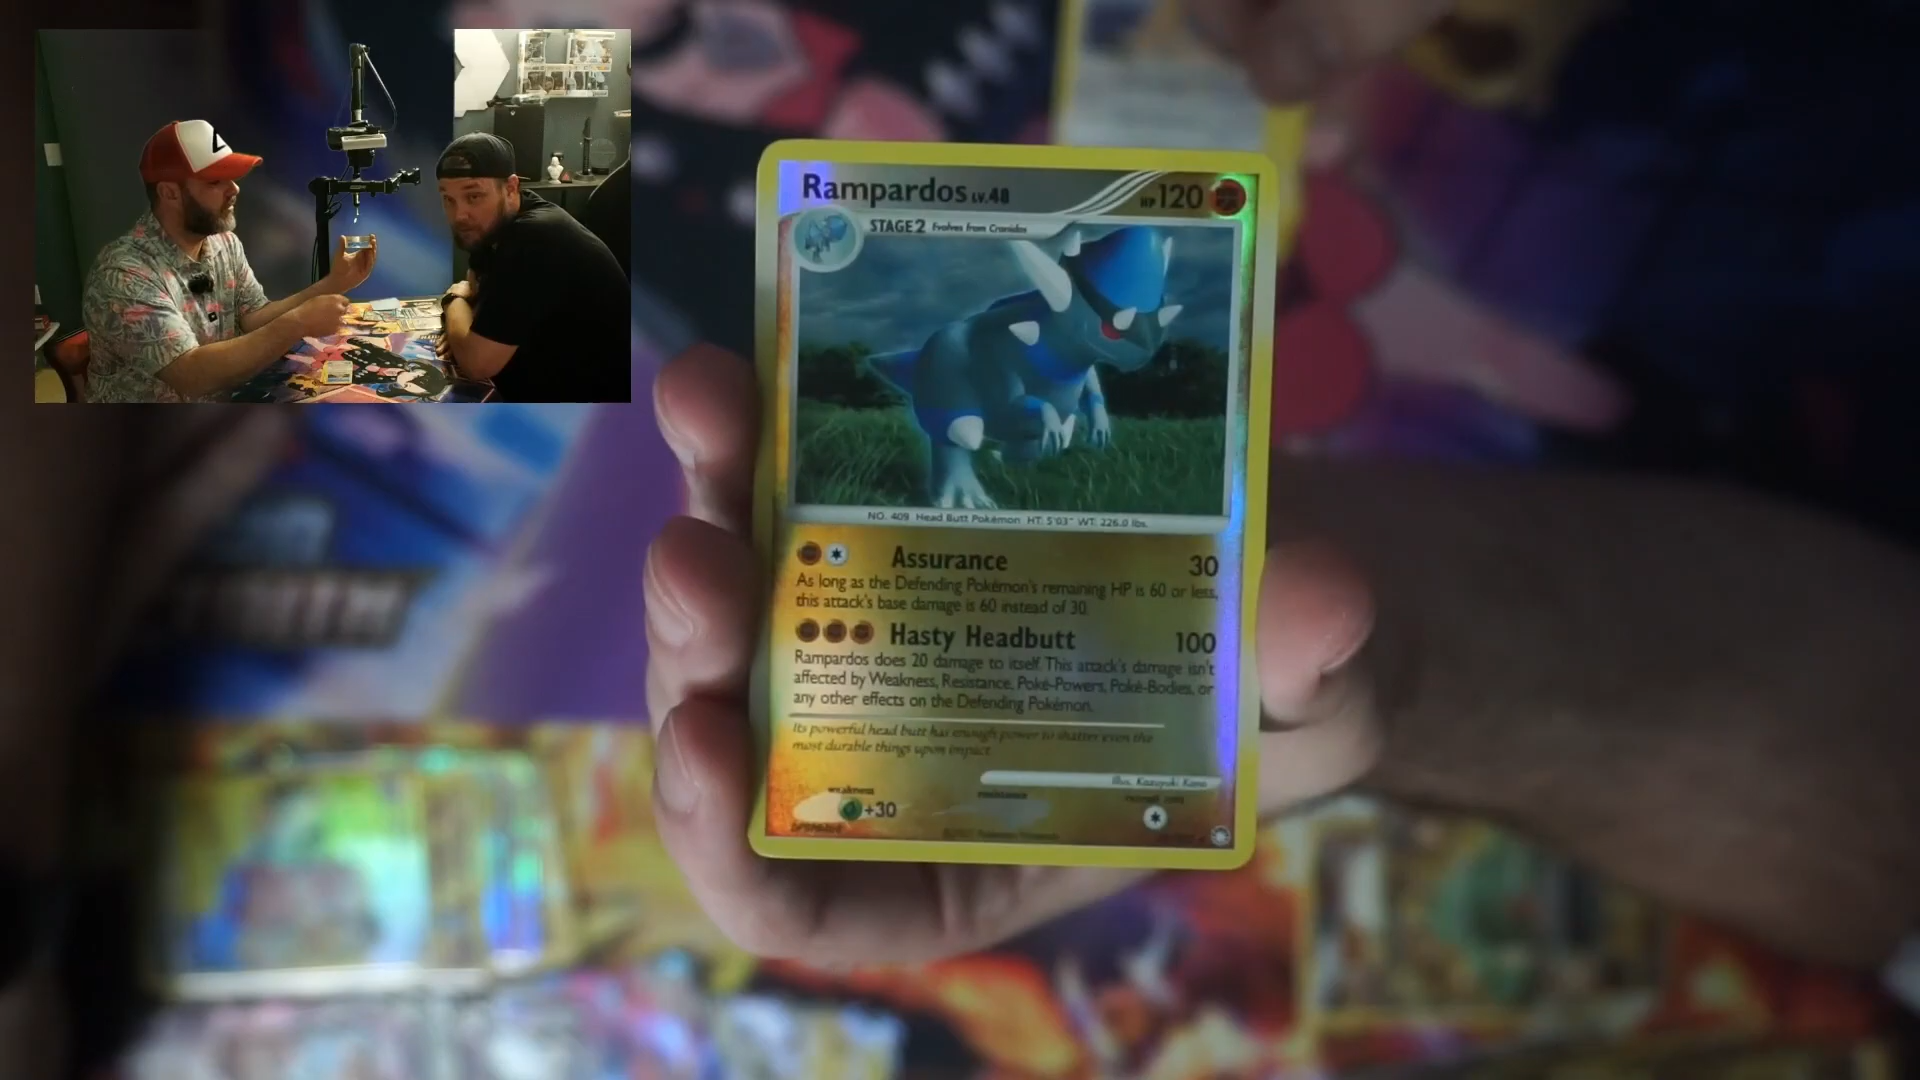 Rampardos LV.48 HP 120
STAGE2 Evolves from Cranidos
NO. 409 Head Butt Pokémon HT: 5'03" WT: 226.0 lbs.
Assurance 30
As long as the Defending Pokémon's remaining HP is 60 or less,
this attack's base damage is 60 instead of 30.
Hasty Headbutt 100
Rampardos does 20 damage to itself. This attack's damage isn't
affected by Weakness, Resistance, Poké-Powers, Poké-Bodies, or
any other effects on the Defending Pokémon.
Its powerful head butt has enough power to shatter even the
most durable things upon impact.
Illus. Kazuyuki Kano
weakness resistance retreat cost
+30